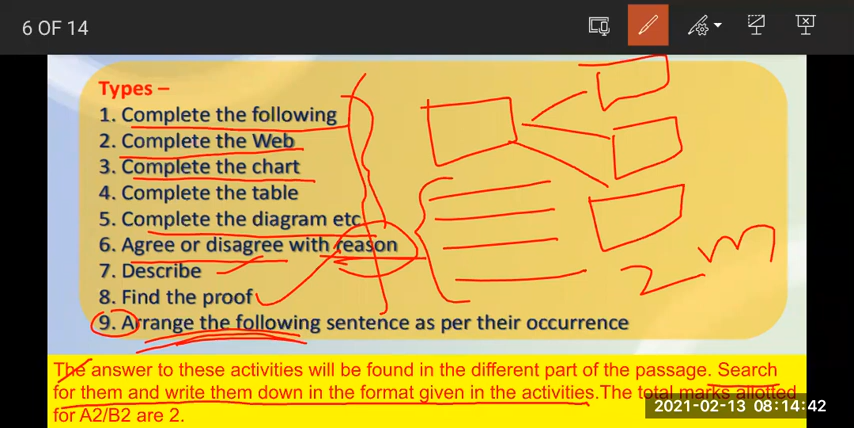 6 OF 14
Types –
1. Complete the following
2. Complete the Web
3. Complete the chart
4. Complete the table
5. Complete the diagram etc
6. Agree or disagree with reason
7. Describe
8. Find the proof
9. Arrange the following sentence as per their occurrence
2 m
The answer to these activities will be found in the different part of the passage. Search
for them and write them down in the format given in the activities.The total marks allotted
for A2/B2 are 2.
2021-02-13 08:14:42